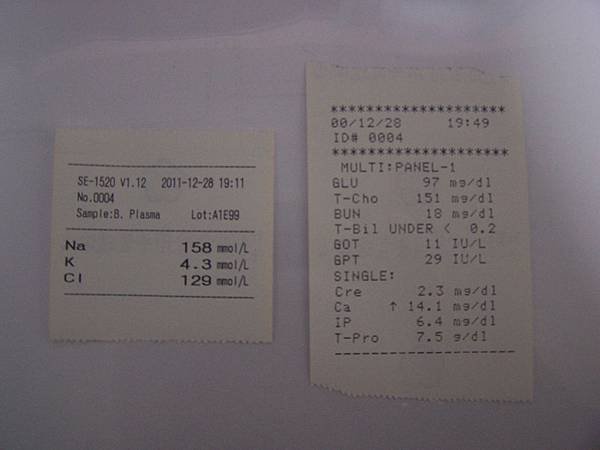 SE-1520 V1.12 2011-12-28 19:11
No.0004
Sample:B. Plasma Lot:A1E99
Na 158 mmol/L
K 4.3 mmol/L
Cl 129 mmol/L
********************
00/12/28 19:49
ID# 0004
********************
MULTI:PANEL-1
GLU 97 mg/dl
T-Cho 151 mg/dl
BUN 18 mg/dl
T-Bil UNDER < 0.2
GOT 11 IU/L
GPT 29 IU/L
SINGLE:
Cre 2.3 mg/dl
Ca ↑ 14.1 mg/dl
IP 6.4 mg/dl
T-Pro 7.5 g/dl